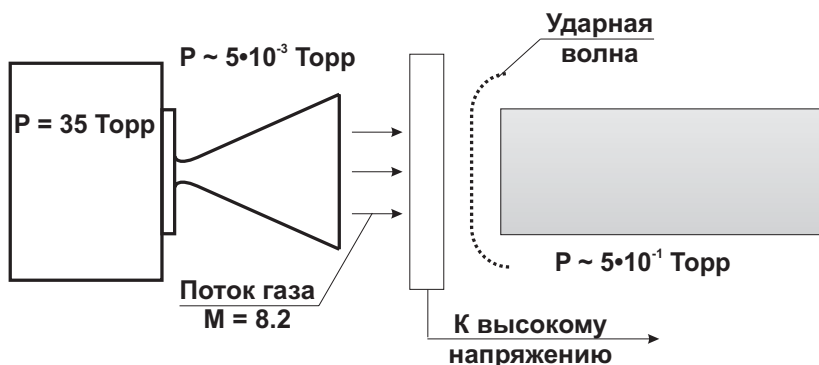 Ударная
волна
P ~ 5•10⁻³ Торр
P = 35 Торр
P ~ 5•10⁻¹ Торр
Поток газа
M = 8.2
К высокому
напряжению